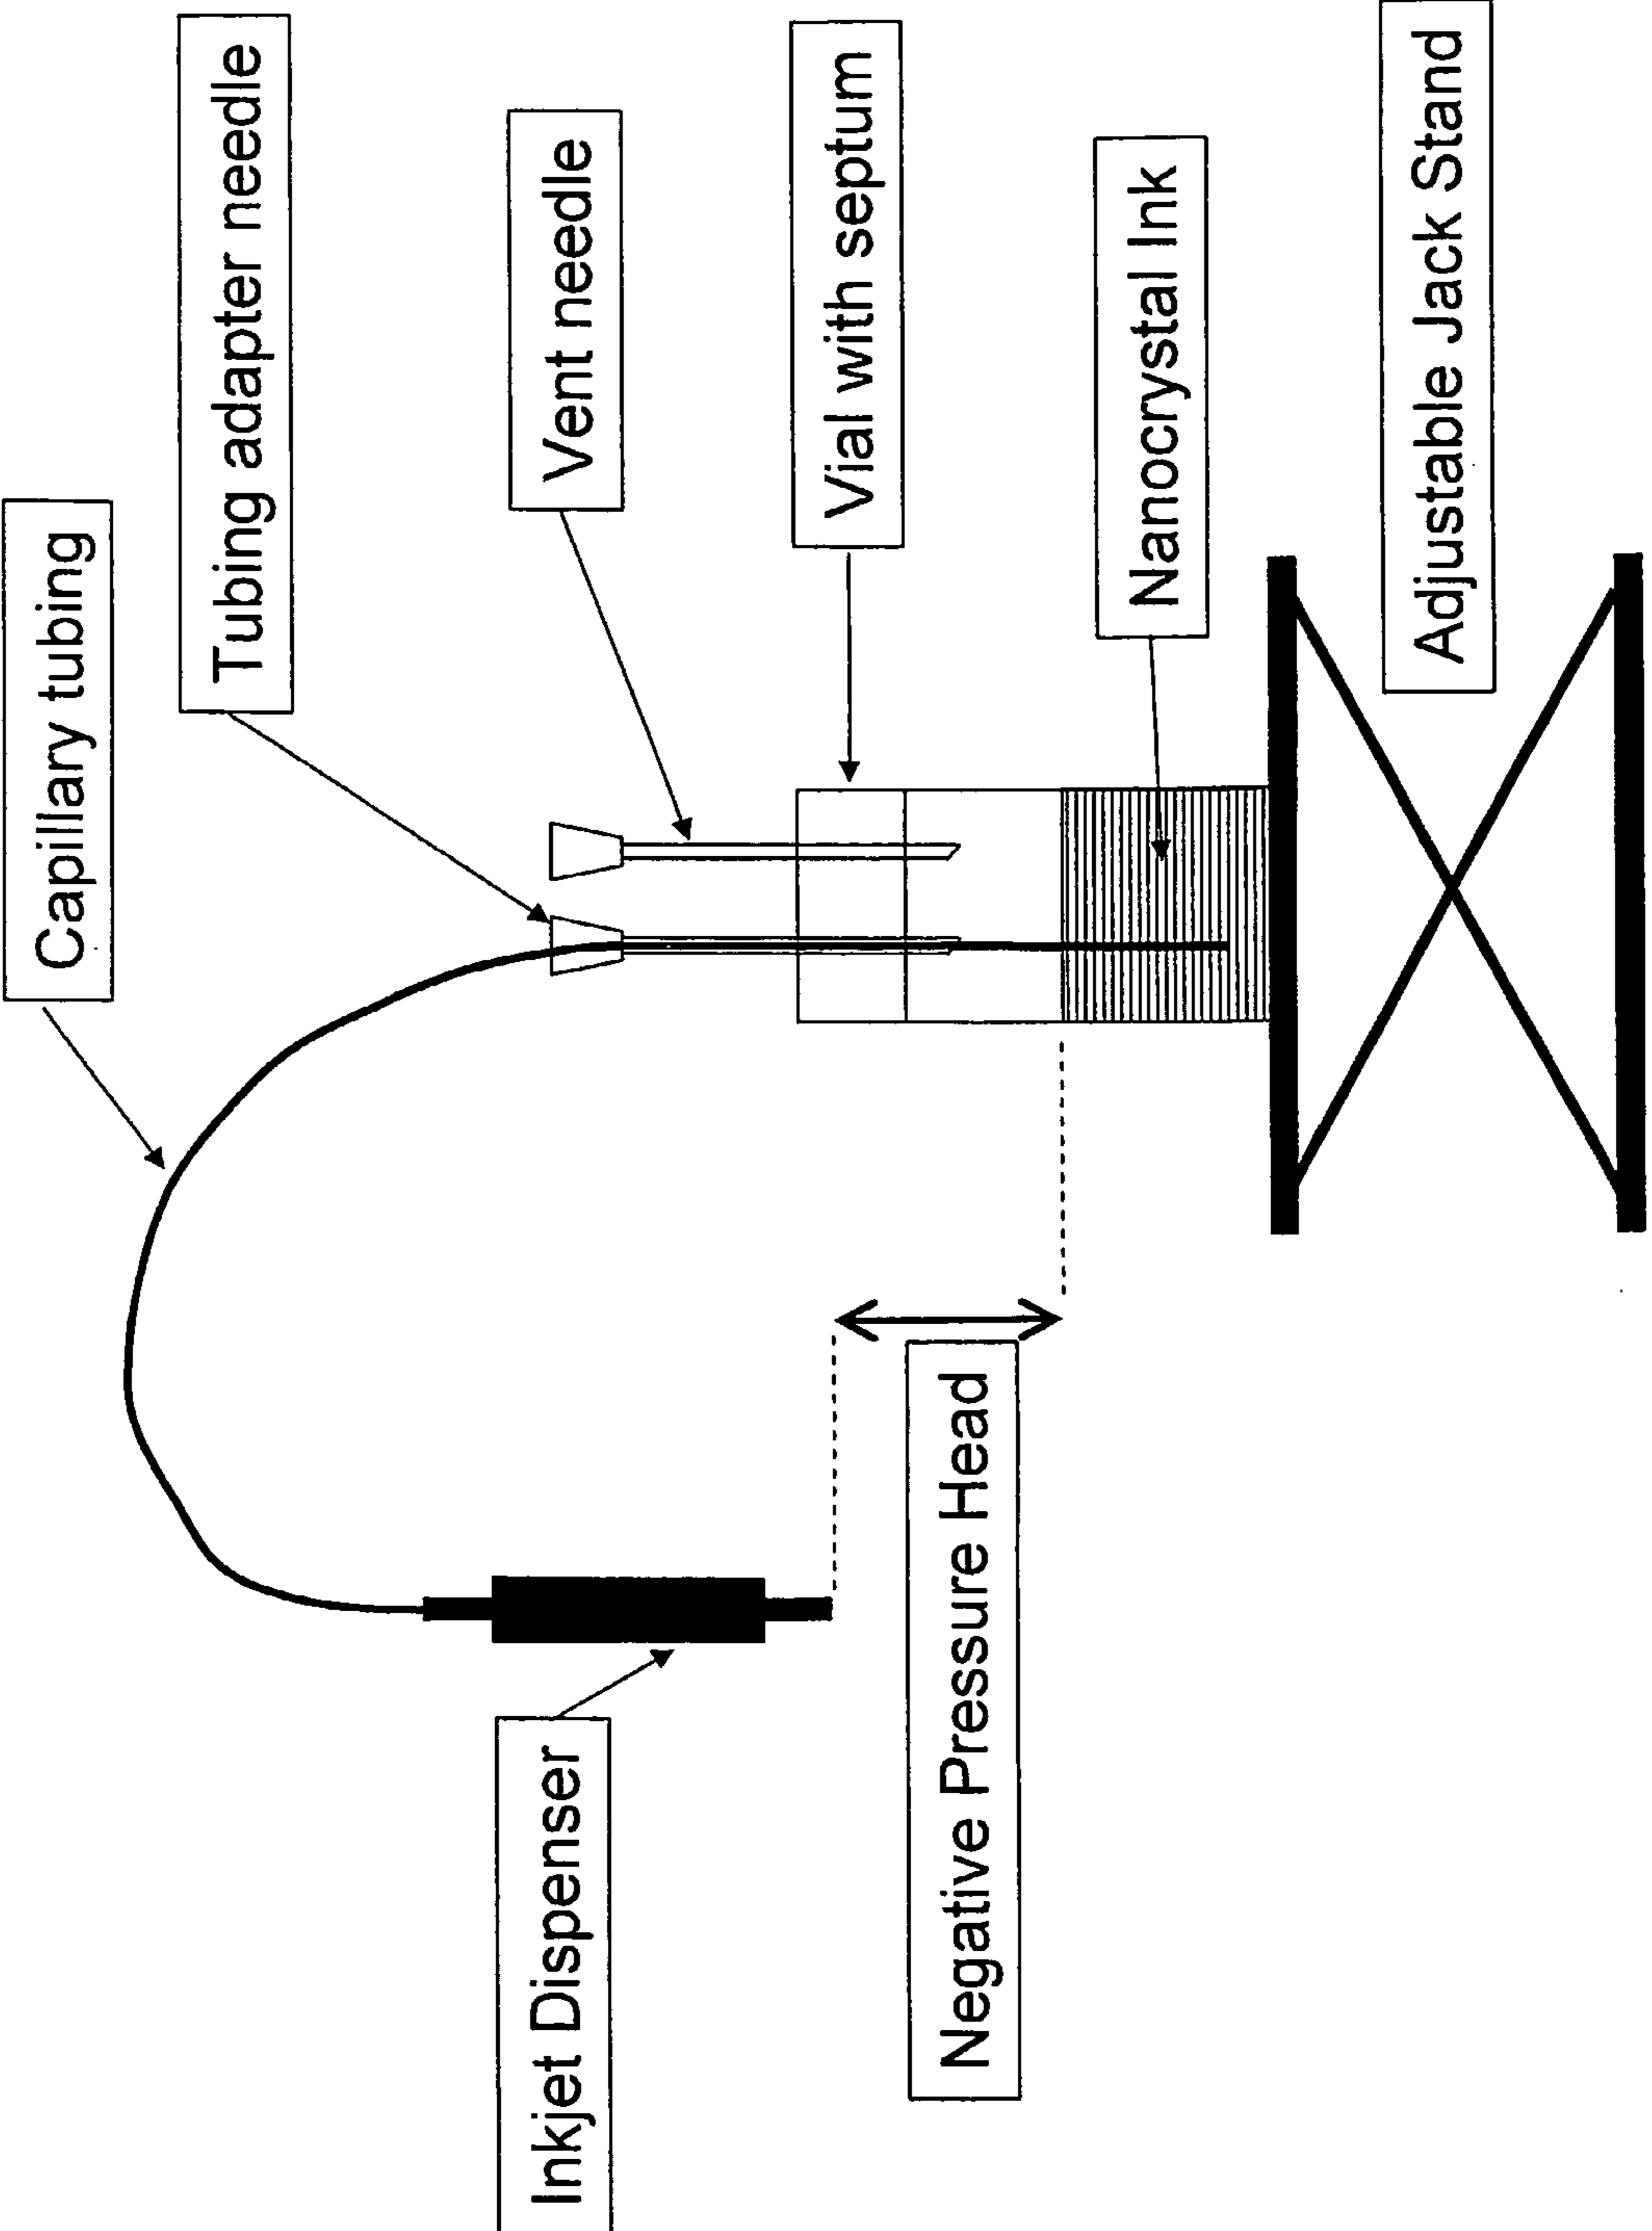 Capillary tubing
Tubing adapter needle
Vent needle
Vial with septum
Nanocrystal Ink
Adjustable Jack Stand
Inkjet Dispenser
Negative Pressure Head